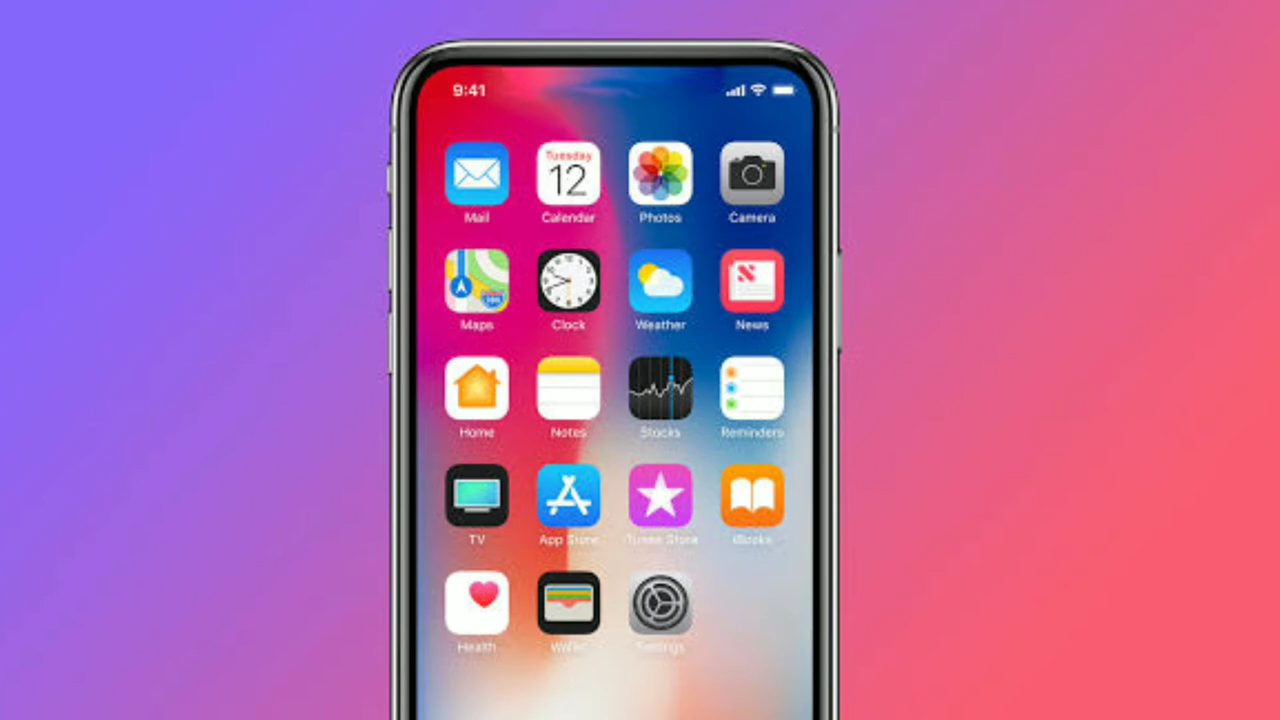 9:41
Tuesday
12
Mail Calendar Photos Camera
Maps Clock Weather News
Home Notes Stocks Reminders
TV App Store iTunes Store iBooks
Health Wallet Settings